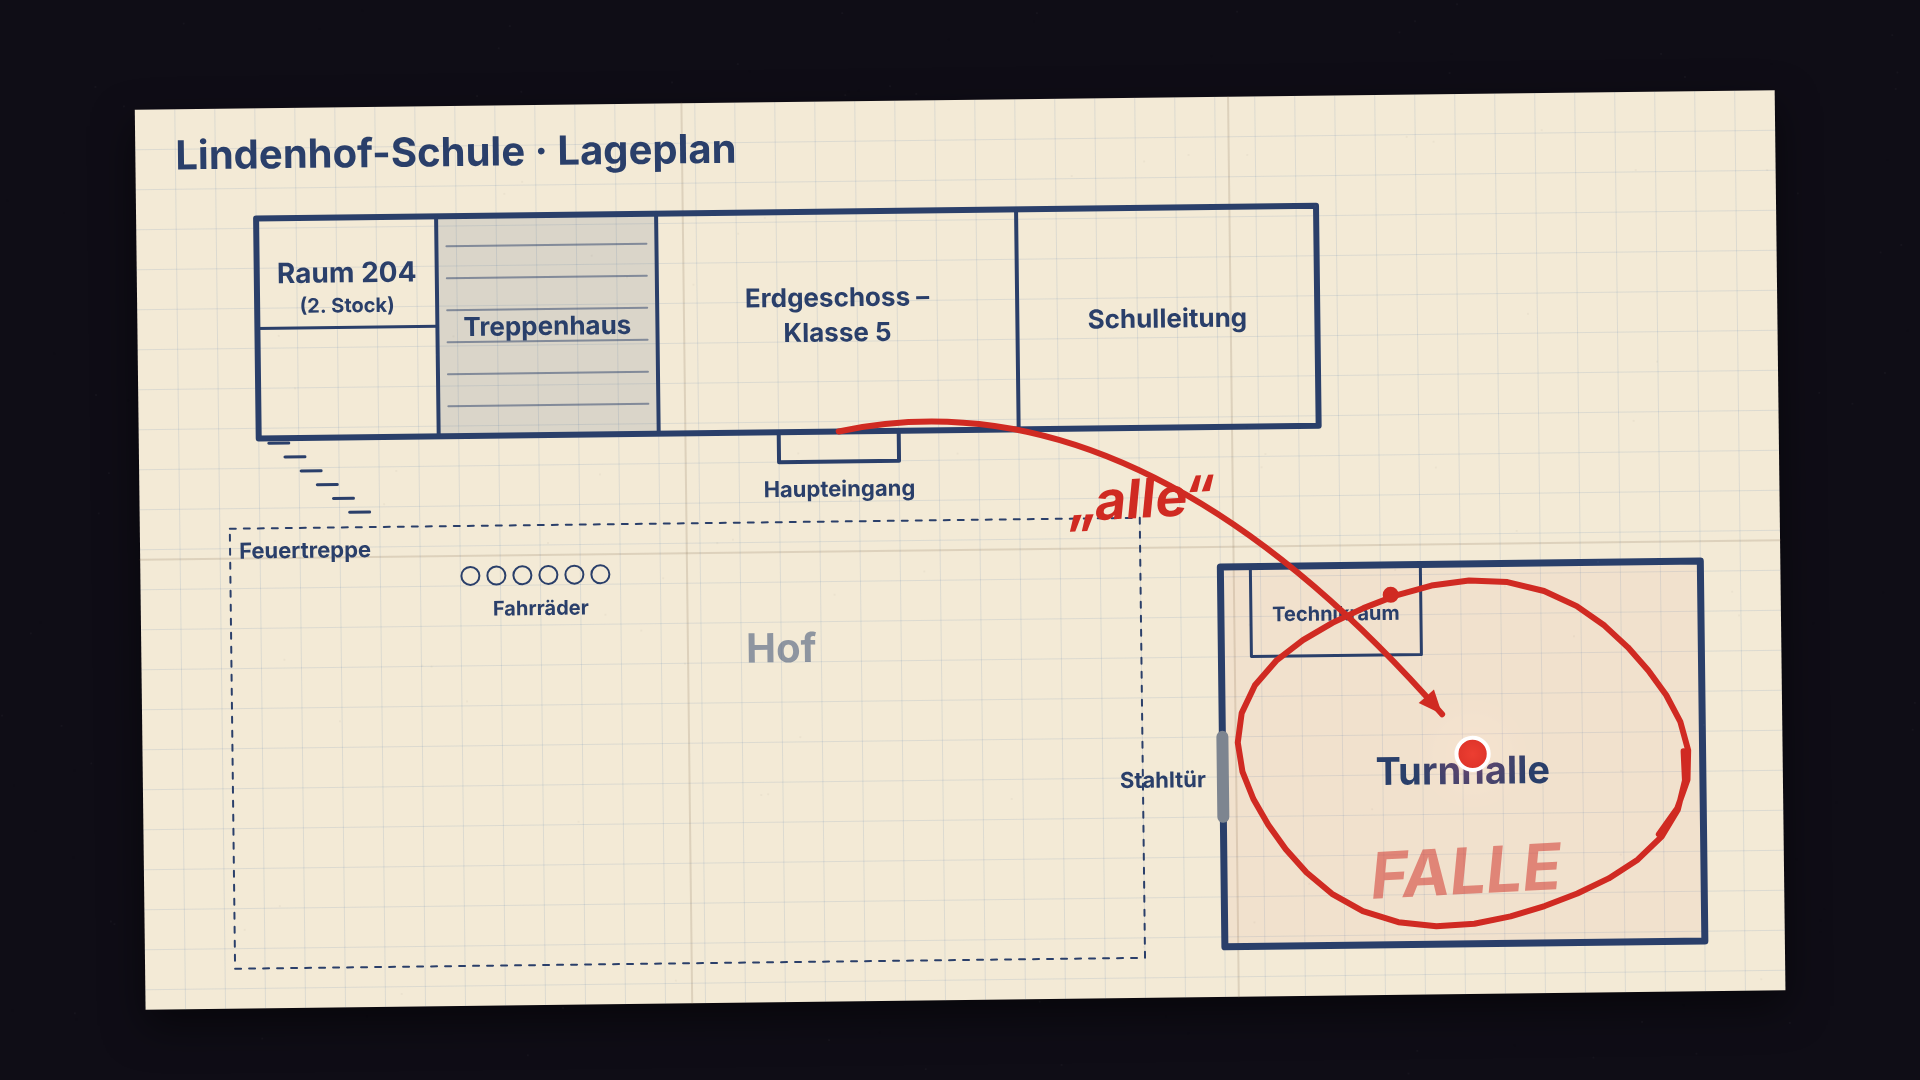 Lindenhof-Schule · Lageplan
Raum 204
(2. Stock)
Treppenhaus
Erdgeschoss –
Klasse 5
Schulleitung
Haupteingang
„alle“
Feuertreppe
Fahrräder
Hof
Technikraum
Stahltür
Turnhalle
FALLE